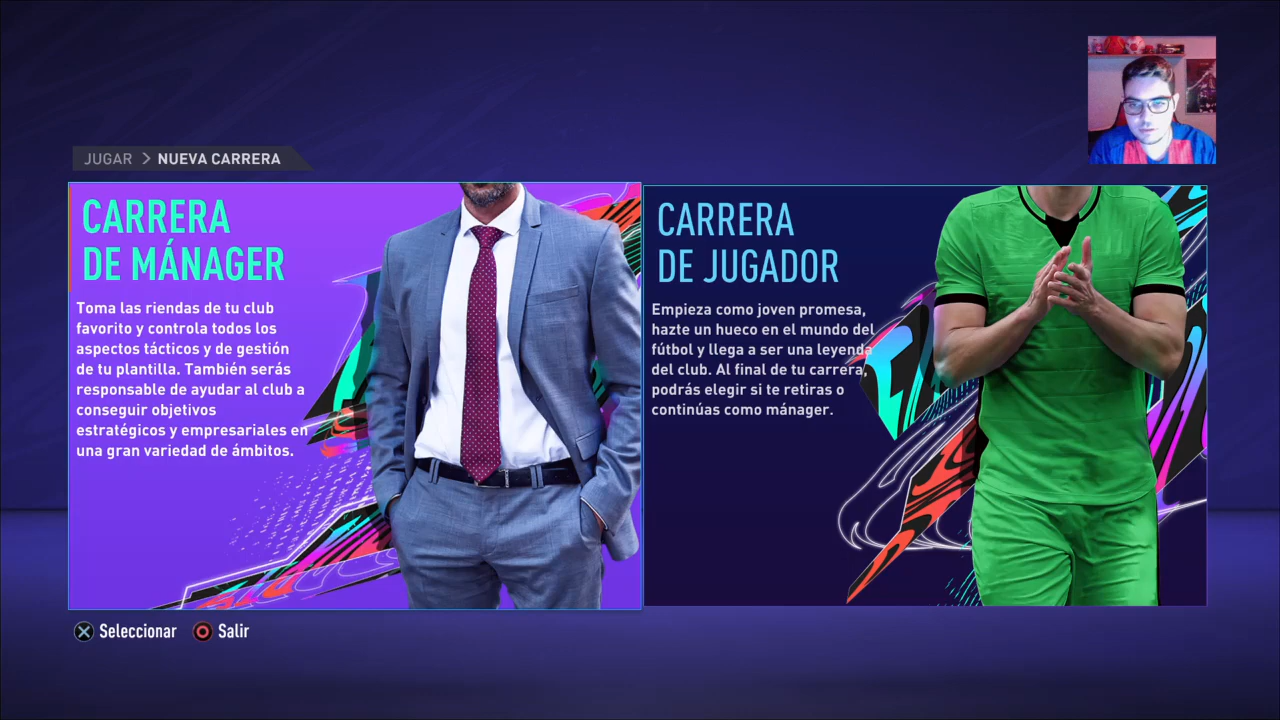 JUGAR > NUEVA CARRERA
CARRERA
DE MÁNAGER
Toma las riendas de tu club
favorito y controla todos los
aspectos tácticos y de gestión
de tu plantilla. También serás
responsable de ayudar al club a
conseguir objetivos
estratégicos y empresariales en
una gran variedad de ámbitos.
CARRERA
DE JUGADOR
Empieza como joven promesa,
hazte un hueco en el mundo del
fútbol y llega a ser una leyenda
del club. Al final de tu carrera,
podrás elegir si te retiras o
continúas como mánager.
Seleccionar Salir